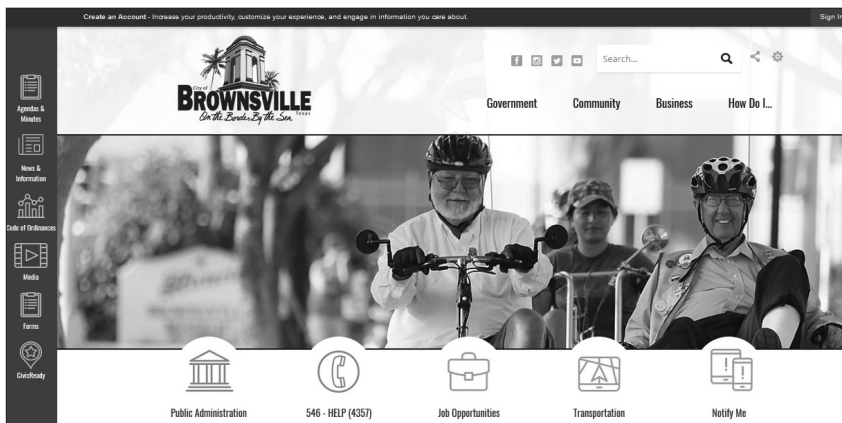 Create an Account - Increase your productivity, customize your experience, and engage in information you care about.
Sign In
City of
BROWNSVILLE
Texas
On the Border By the Sea
Search...
Government
Community
Business
How Do I...
Agendas &
Minutes
News &
Information
Code of Ordinances
Media
Forms
CivicReady
Public Administration
546 - HELP (4357)
Job Opportunities
Transportation
Notify Me